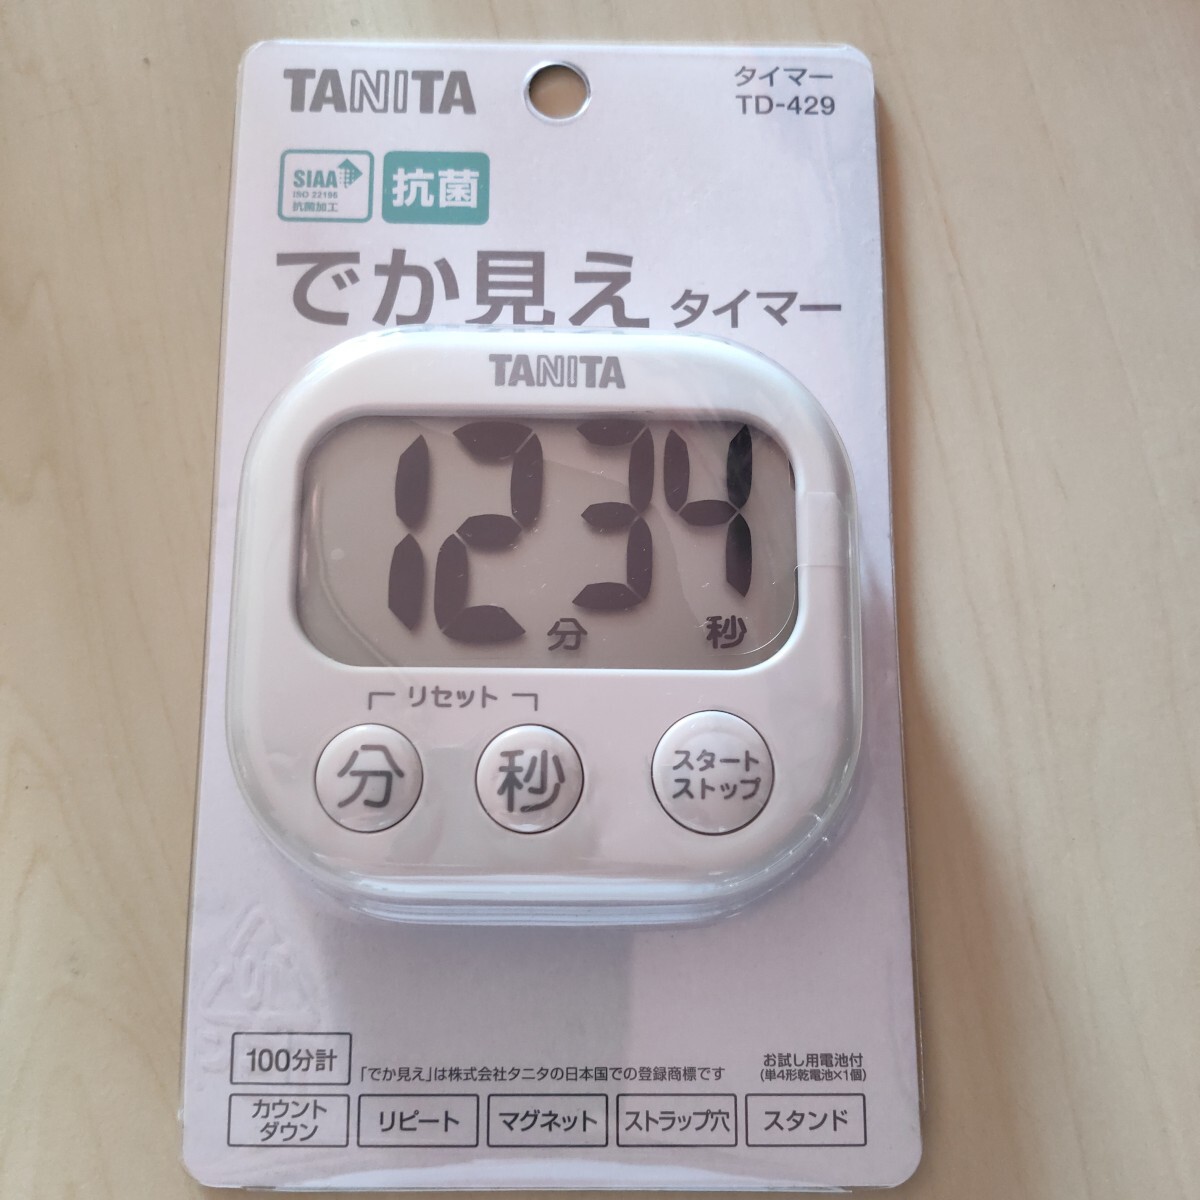 TANITA
タイマー
TD-429
SIAA
ISO 22196
抗菌加工
抗菌
でか見え タイマー
TANITA
12 34
分 秒
リセット
分
秒
スタート
ストップ
100分計
「でか見え」は株式会社タニタの日本国での登録商標です
お試し用電池付
(単4形乾電池×1個)
カウント
ダウン
リピート
マグネット
ストラップ穴
スタンド